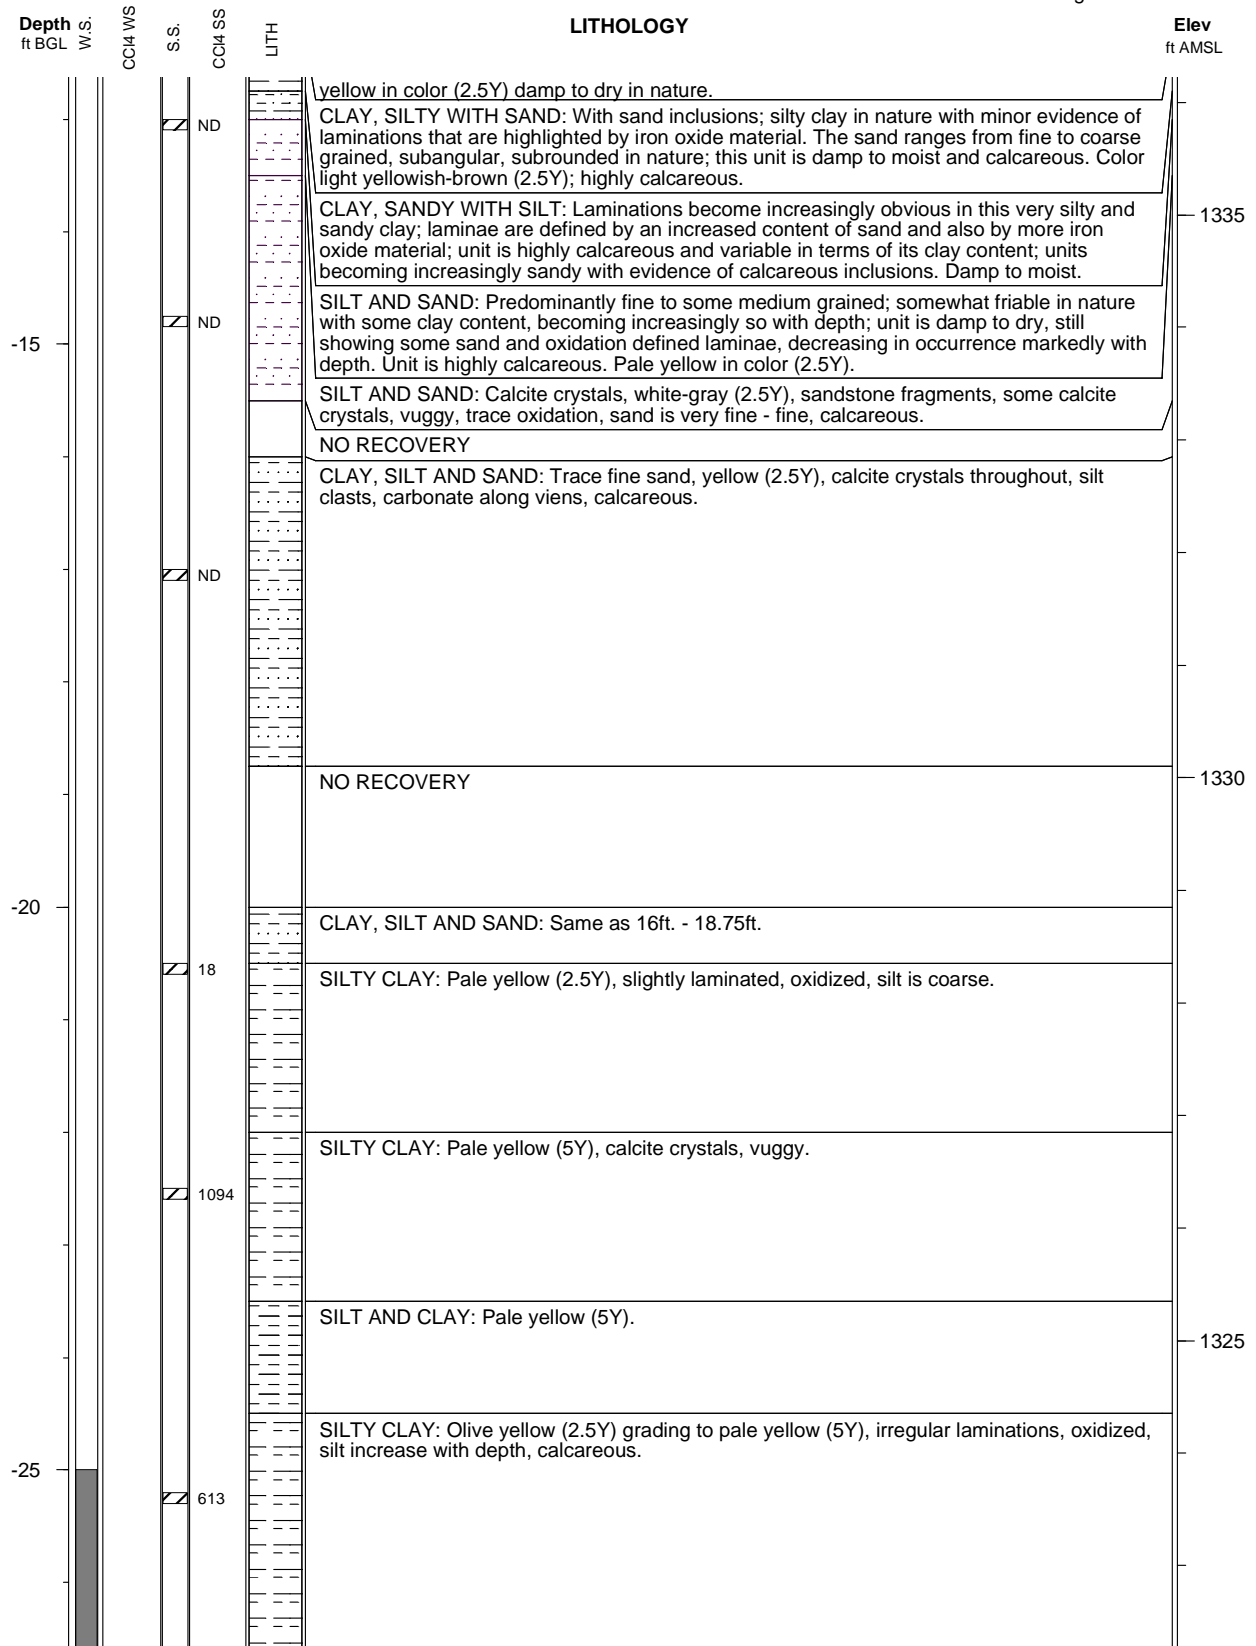 Depth
ft BGL
W.S.
CCl4 WS
S.S.
CCl4 SS
LITH
LITHOLOGY
Elev
ft AMSL
yellow in color (2.5Y) damp to dry in nature.
CLAY, SILTY WITH SAND: With sand inclusions; silty clay in nature with minor evidence of
laminations that are highlighted by iron oxide material. The sand ranges from fine to coarse
grained, subangular, subrounded in nature; this unit is damp to moist and calcareous. Color
light yellowish-brown (2.5Y); highly calcareous.
ND
CLAY, SANDY WITH SILT: Laminations become increasingly obvious in this very silty and
sandy clay; laminae are defined by an increased content of sand and also by more iron
oxide material; unit is highly calcareous and variable in terms of its clay content; units
becoming increasingly sandy with evidence of calcareous inclusions. Damp to moist.
1335
SILT AND SAND: Predominantly fine to some medium grained; somewhat friable in nature
with some clay content, becoming increasingly so with depth; unit is damp to dry, still
showing some sand and oxidation defined laminae, decreasing in occurrence markedly with
depth. Unit is highly calcareous. Pale yellow in color (2.5Y).
ND
-15
SILT AND SAND: Calcite crystals, white-gray (2.5Y), sandstone fragments, some calcite
crystals, vuggy, trace oxidation, sand is very fine - fine, calcareous.
NO RECOVERY
CLAY, SILT AND SAND: Trace fine sand, yellow (2.5Y), calcite crystals throughout, silt
clasts, carbonate along viens, calcareous.
ND
NO RECOVERY
1330
-20
CLAY, SILT AND SAND: Same as 16ft. - 18.75ft.
18
SILTY CLAY: Pale yellow (2.5Y), slightly laminated, oxidized, silt is coarse.
SILTY CLAY: Pale yellow (5Y), calcite crystals, vuggy.
1094
SILT AND CLAY: Pale yellow (5Y).
1325
SILTY CLAY: Olive yellow (2.5Y) grading to pale yellow (5Y), irregular laminations, oxidized,
silt increase with depth, calcareous.
-25
613